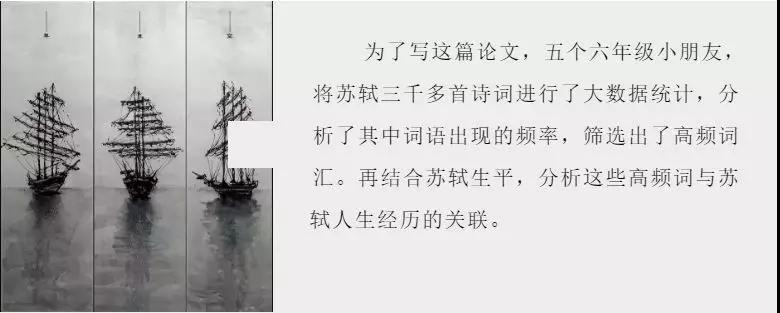 为了写这篇论文，五个六年级小朋友，
将苏轼三千多首诗词进行了大数据统计，分
析了其中词语出现的频率，筛选出了高频词
汇。再结合苏轼生平，分析这些高频词与苏
轼人生经历的关联。